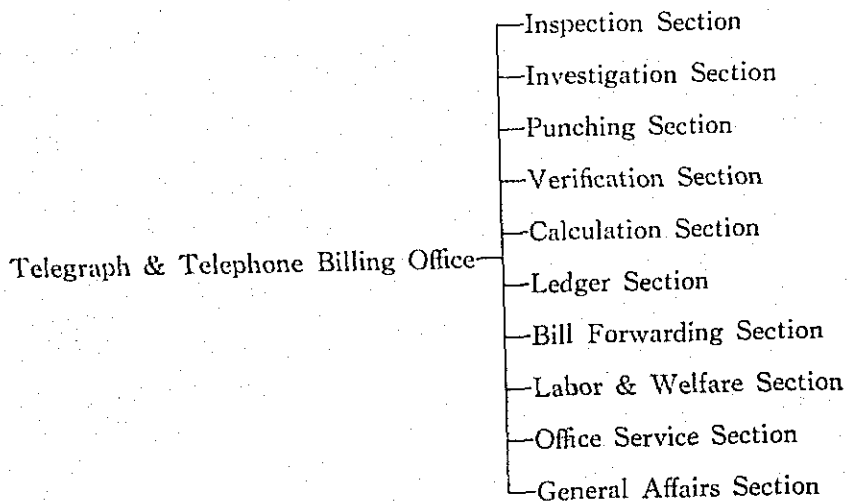 Inspection Section
Investigation Section
Punching Section
Verification Section
Calculation Section
Telegraph & Telephone Billing Office
Ledger Section
Bill Forwarding Section
Labor & Welfare Section
Office Service Section
General Affairs Section